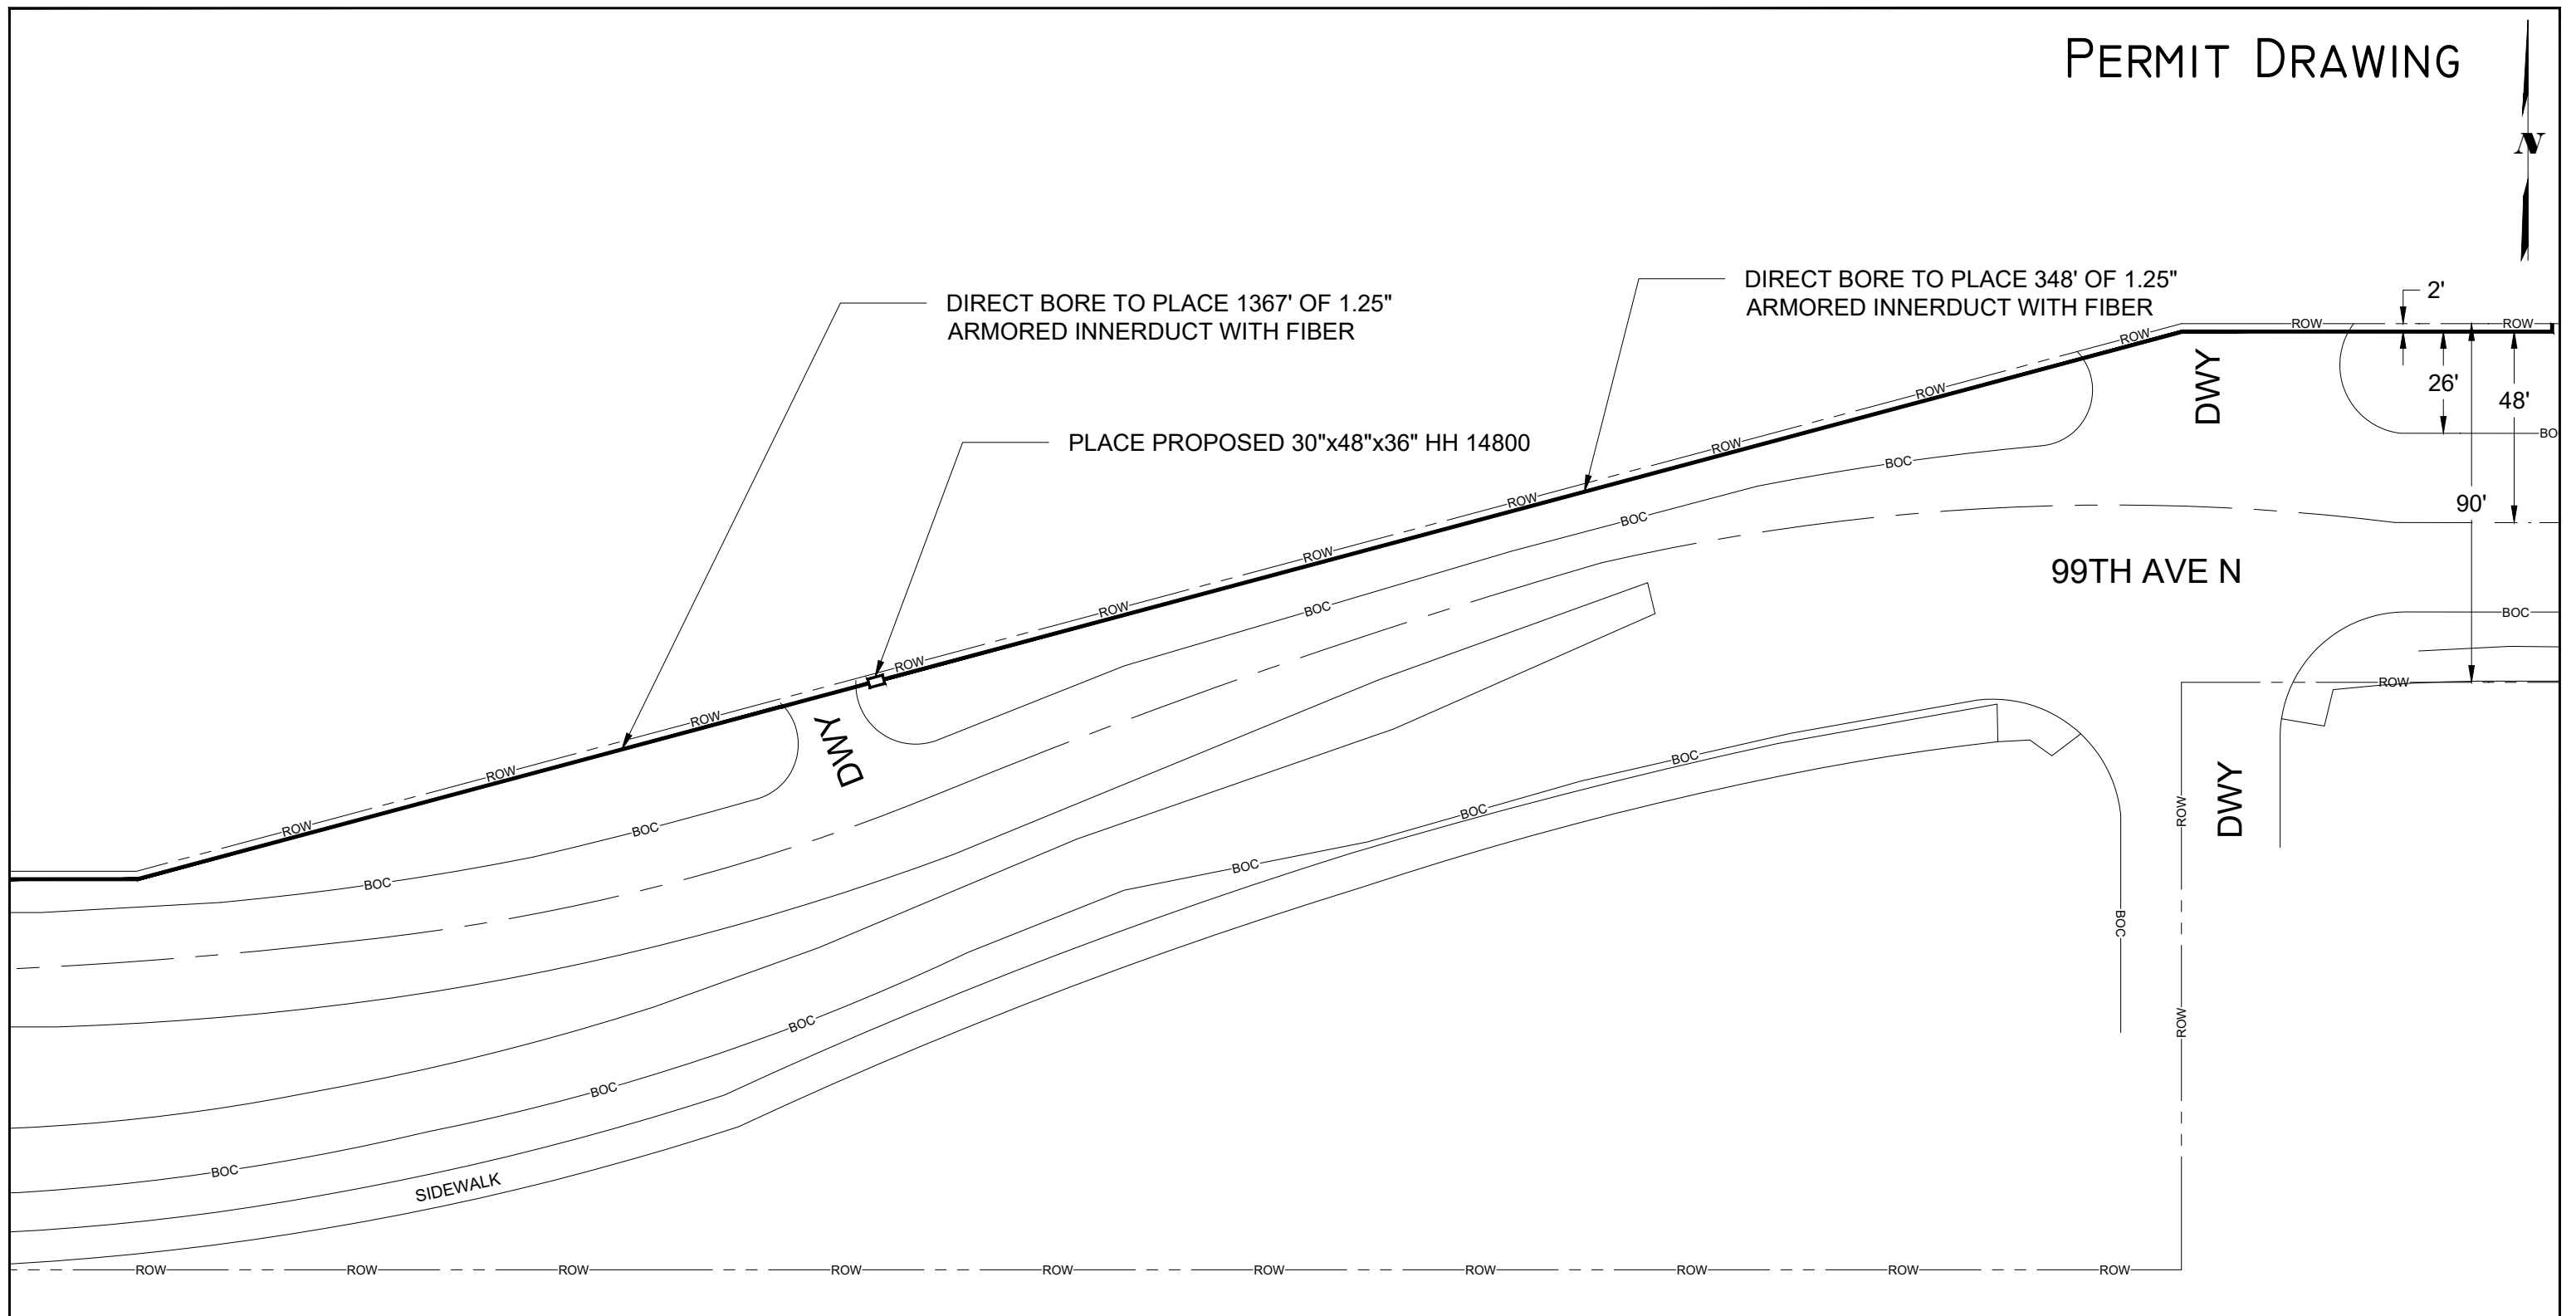 PERMIT DRAWING
N
DIRECT BORE TO PLACE 1367' OF 1.25"
ARMORED INNERDUCT WITH FIBER
DIRECT BORE TO PLACE 348' OF 1.25"
ARMORED INNERDUCT WITH FIBER
PLACE PROPOSED 30"x48"x36" HH 14800
2'
ROW
ROW
ROW
DWY
26'
48'
BO
ROW
ROW
BOC
90'
ROW
BOC
ROW
99TH AVE N
ROW
BOC
BOC
ROW
ROW
ROW
DWY
ROW
BOC
ROW
BOC
DWY
ROW
BOC
BOC
BOC
BOC
BOC
ROW
BOC
BOC
BOC
SIDEWALK
ROW
ROW
ROW
ROW
ROW
ROW
ROW
ROW
ROW
ROW